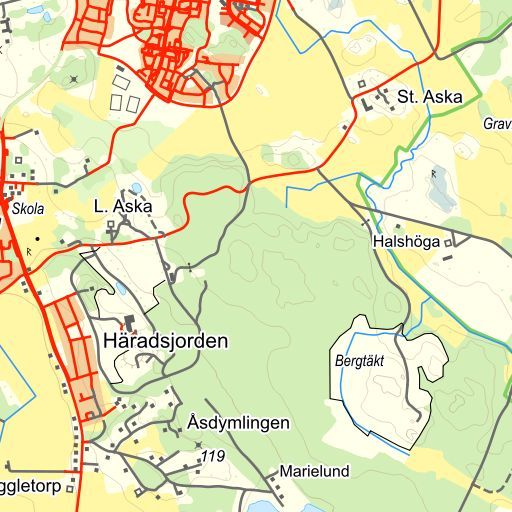 St. Aska
Grav
L. Aska
Skola
Halshöga
Häradsjorden
Bergtäkt
Åsdymlingen
119
Marielund
ggletorp